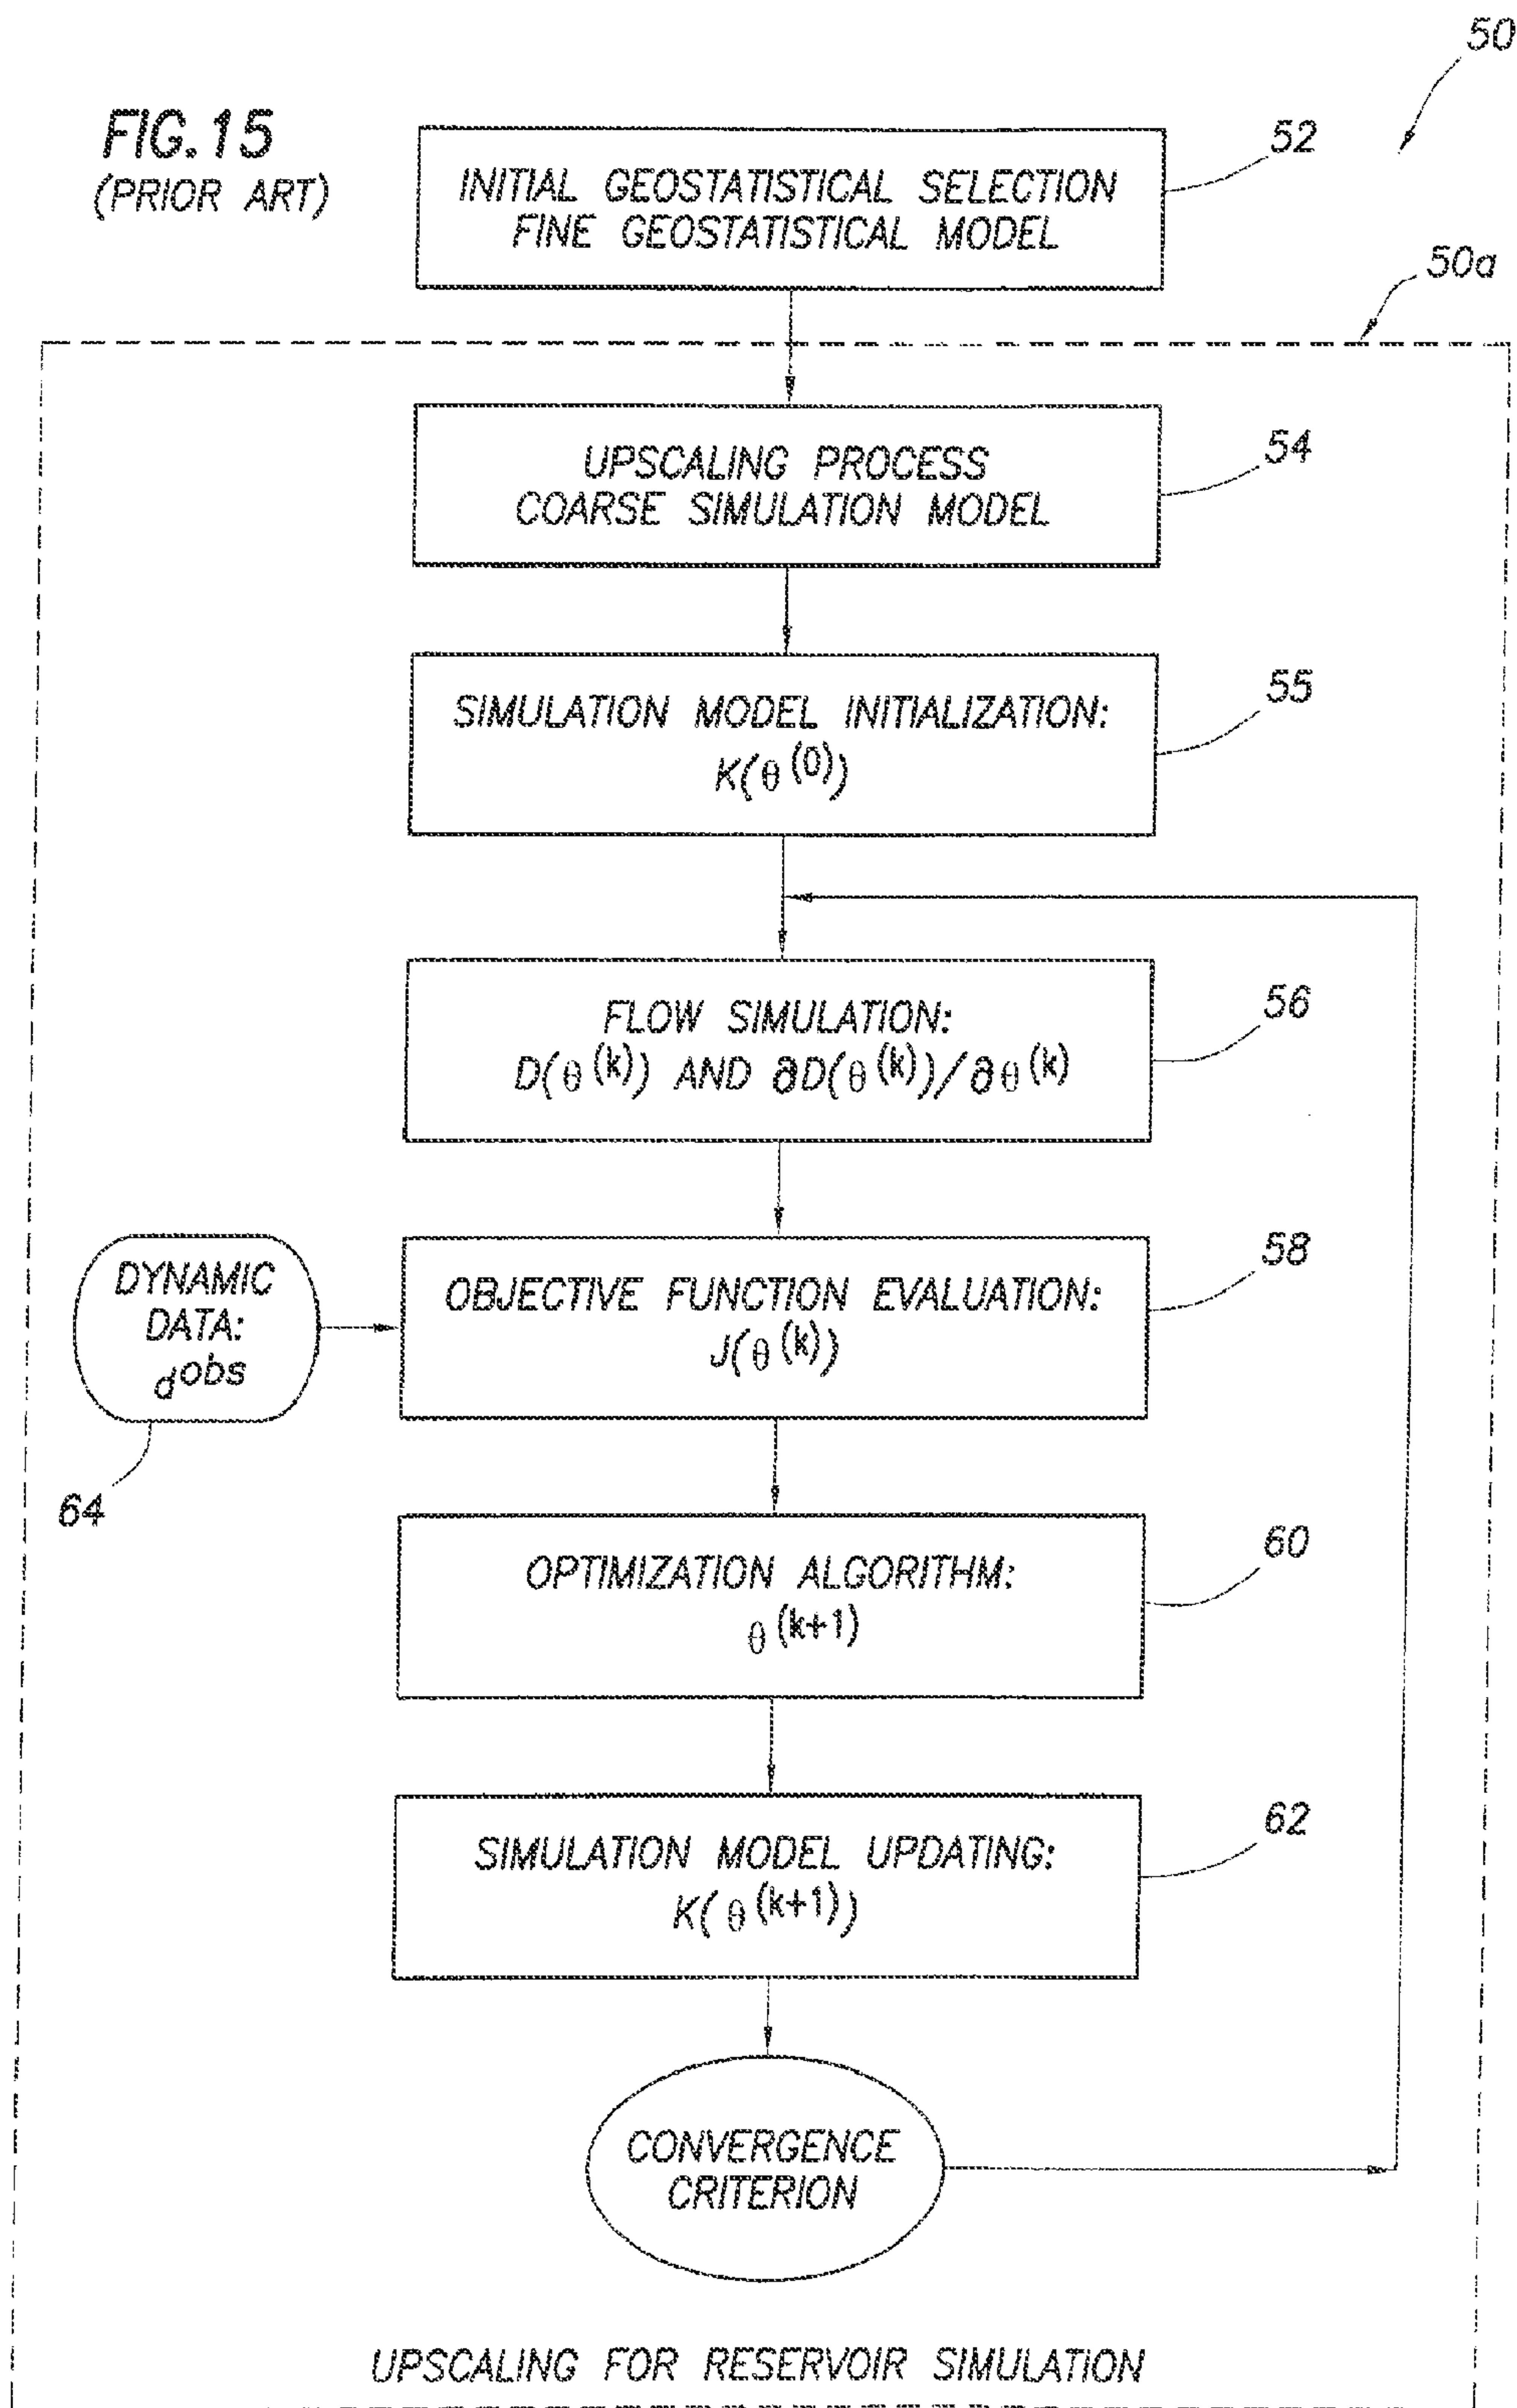 50
FIG.15
(PRIOR ART)
52
INITIAL GEOSTATISTICAL SELECTION
FINE GEOSTATISTICAL MODEL
50a
UPSCALING PROCESS
COARSE SIMULATION MODEL
54
SIMULATION MODEL INITIALIZATION:
K(θ^(0))
55
FLOW SIMULATION:
D(θ^(k)) AND ∂D(θ^(k))/∂θ^(k)
56
DYNAMIC
DATA:
d^obs
64
OBJECTIVE FUNCTION EVALUATION:
J(θ^(k))
58
OPTIMIZATION ALGORITHM:
θ^(k+1)
60
SIMULATION MODEL UPDATING:
K(θ^(k+1))
62
CONVERGENCE
CRITERION
UPSCALING FOR RESERVOIR SIMULATION